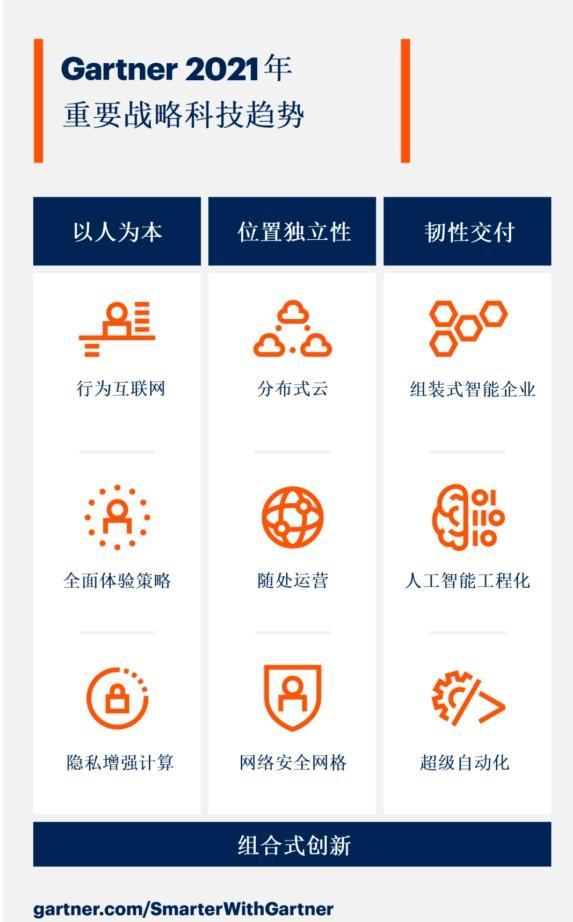 Gartner 2021年
重要战略科技趋势
以人为本
位置独立性
韧性交付
行为互联网
分布式云
组装式智能企业
全面体验策略
随处运营
人工智能工程化
隐私增强计算
网络安全网格
超级自动化
组合式创新
gartner.com/SmarterWithGartner